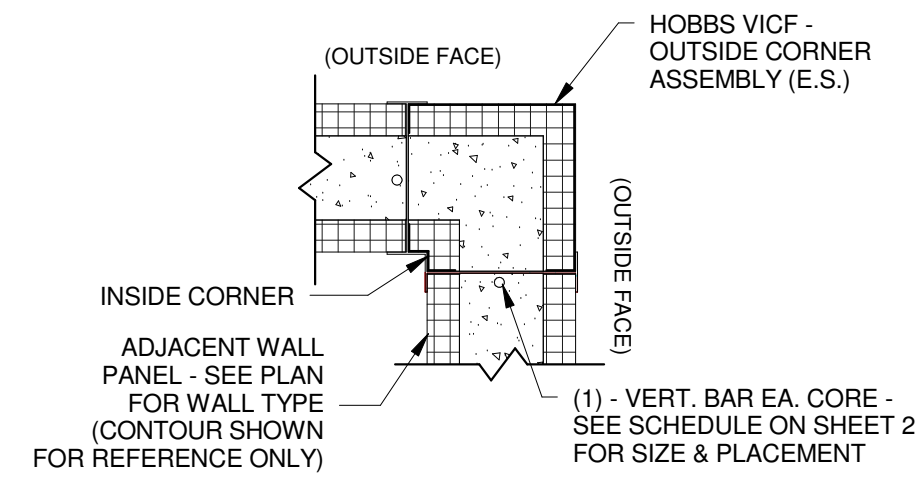 HOBBS VICF -
OUTSIDE CORNER
ASSEMBLY (E.S.)
(OUTSIDE FACE)
(OUTSIDE FACE)
INSIDE CORNER
ADJACENT WALL
PANEL - SEE PLAN
FOR WALL TYPE
(CONTOUR SHOWN
FOR REFERENCE ONLY)
(1) - VERT. BAR EA. CORE -
SEE SCHEDULE ON SHEET 2
FOR SIZE & PLACEMENT